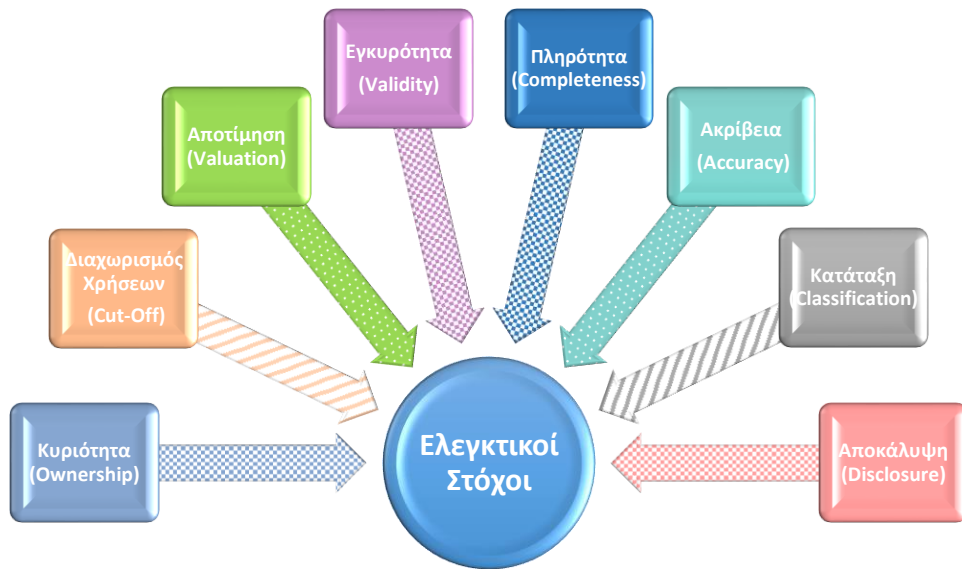 Εγκυρότητα
(Validity)
Πληρότητα
(Completeness)
Αποτίμηση
(Valuation)
Ακρίβεια
(Accuracy)
Διαχωρισμός
Χρήσεων
(Cut-Off)
Κατάταξη
(Classification)
Κυριότητα
(Ownership)
Ελεγκτικοί
Στόχοι
Αποκάλυψη
(Disclosure)